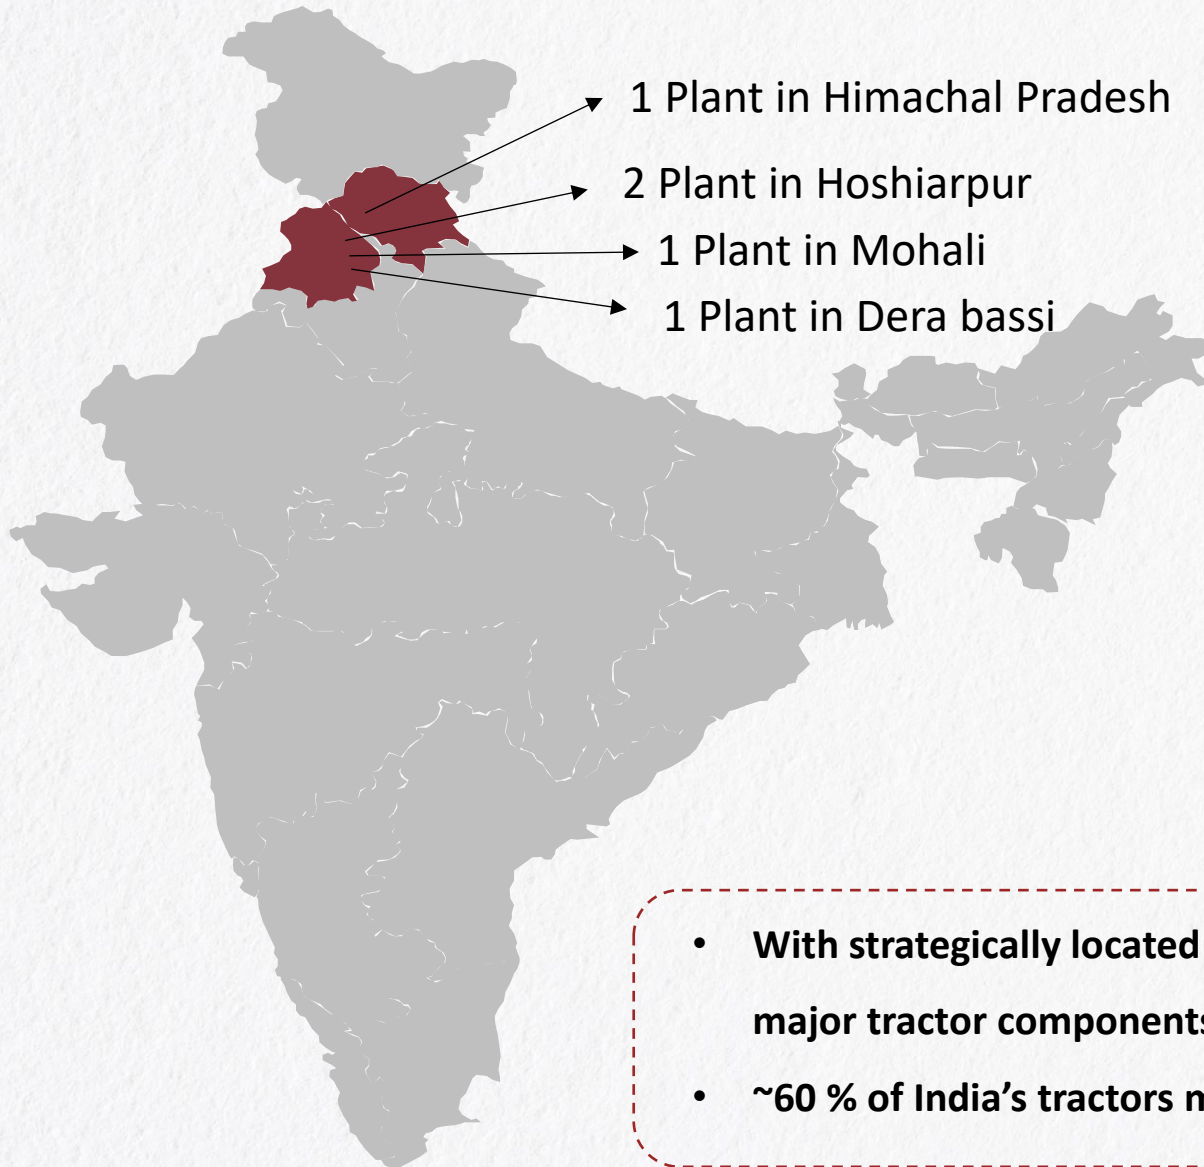 1 Plant in Himachal Pradesh
2 Plant in Hoshiarpur
1 Plant in Mohali
1 Plant in Dera bassi
• With strategically located
major tractor components
• ~60 % of India’s tractors